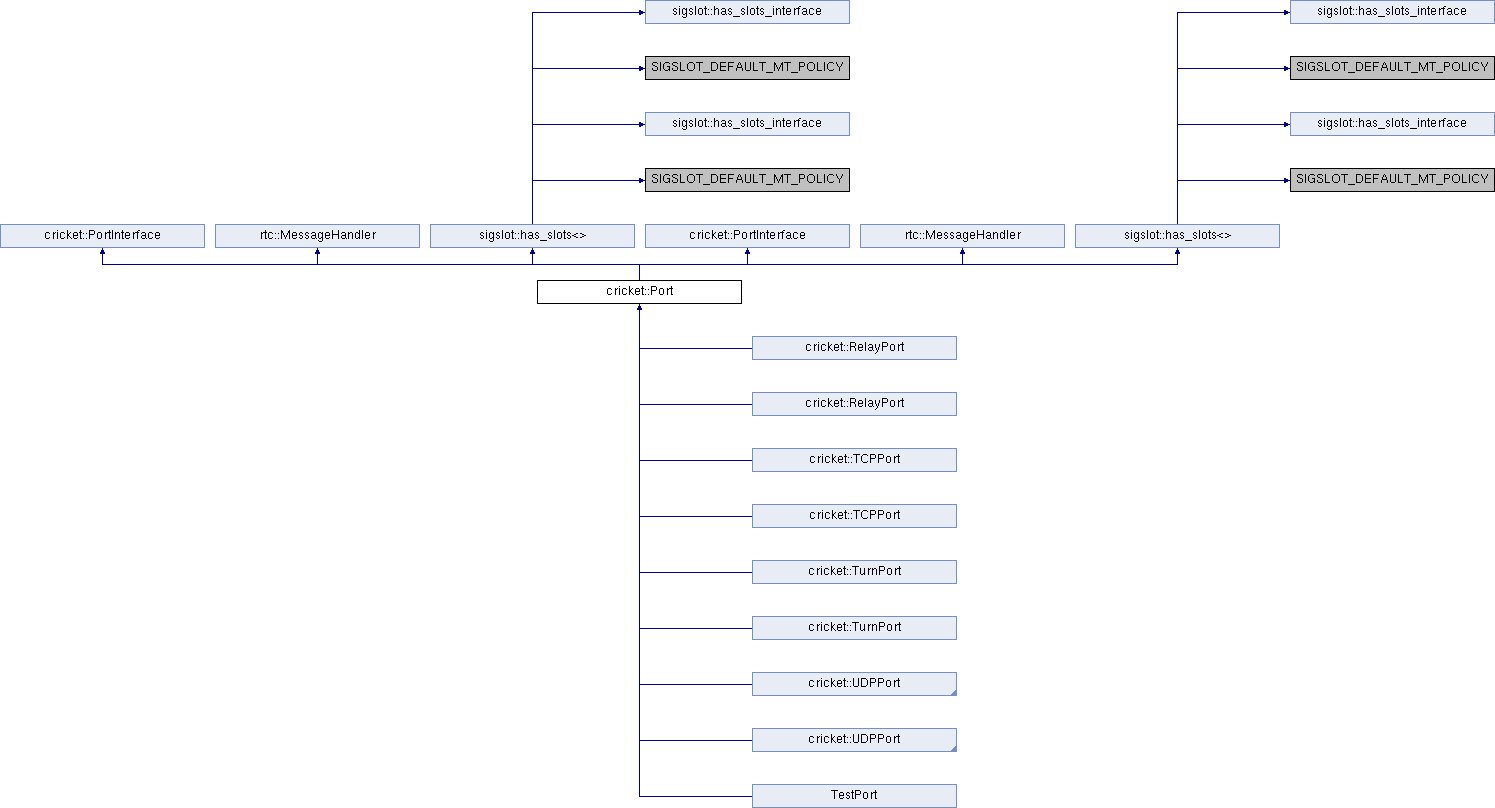 sigslot::has_slots_interface
sigslot::has_slots_interface
SIGSLOT_DEFAULT_MT_POLICY
SIGSLOT_DEFAULT_MT_POLICY
sigslot::has_slots_interface
sigslot::has_slots_interface
SIGSLOT_DEFAULT_MT_POLICY
SIGSLOT_DEFAULT_MT_POLICY
cricket::PortInterface
rtc::MessageHandler
sigslot::has_slots<>
cricket::PortInterface
rtc::MessageHandler
sigslot::has_slots<>
cricket::Port
cricket::RelayPort
cricket::RelayPort
cricket::TCPPort
cricket::TCPPort
cricket::TurnPort
cricket::TurnPort
cricket::UDPPort
cricket::UDPPort
TestPort